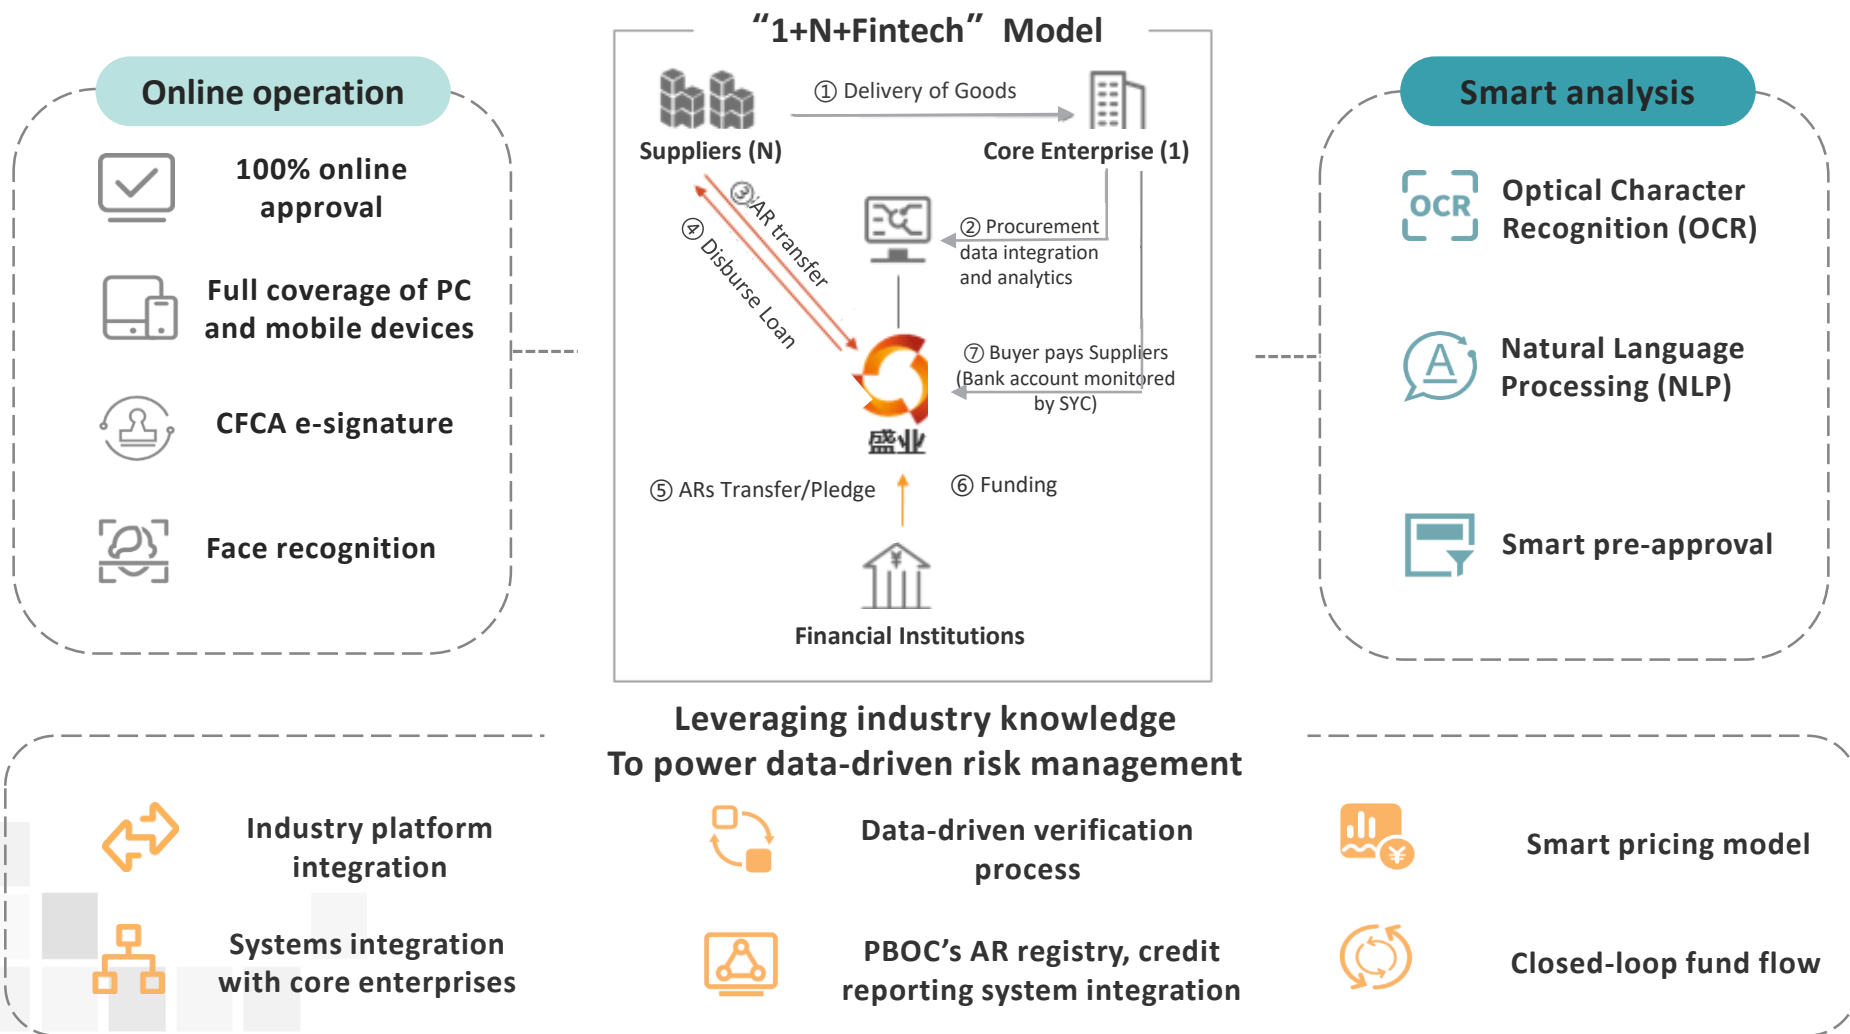 “1+N+Fintech” Model
Online operation
100% online
approval
Full coverage of PC
and mobile devices
CFCA e-signature
Face recognition
① Delivery of Goods
Suppliers (N)
Core Enterprise (1)
③ AR transfer
④ Disburse Loan
② Procurement
data integration
and analytics
⑦ Buyer pays Suppliers
(Bank account monitored
by SYC)
盛业
⑤ ARs Transfer/Pledge
⑥ Funding
¥
Financial Institutions
Smart analysis
OCR
Optical Character
Recognition (OCR)
A
Natural Language
Processing (NLP)
Smart pre-approval
Leveraging industry knowledge
To power data-driven risk management
Industry platform
integration
Data-driven verification
process
¥
Smart pricing model
Systems integration
with core enterprises
PBOC’s AR registry, credit
reporting system integration
Closed-loop fund flow